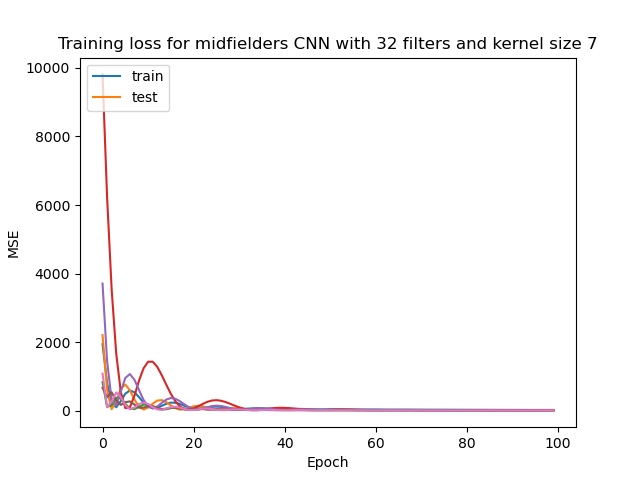 Training loss for midfielders CNN with 32 filters and kernel size 7
train
test
10000
8000
6000
4000
2000
0
MSE
0 20 40 60 80 100
Epoch